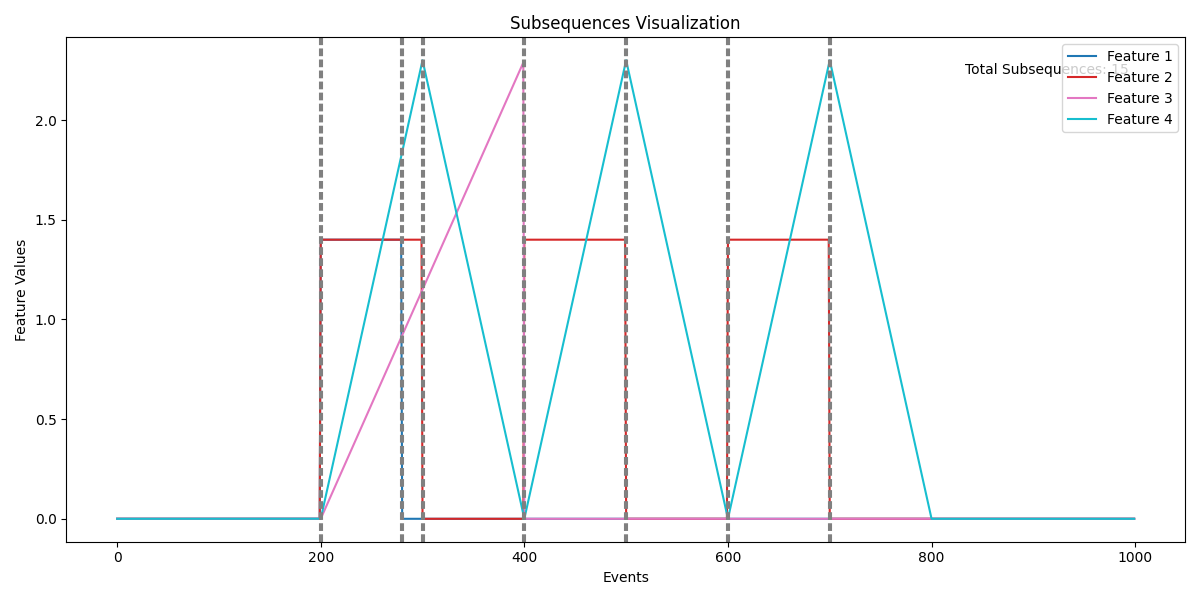 Subsequences Visualization
Total Subsequences: 15
Feature 1
Feature 2
Feature 3
Feature 4
Feature Values
2.0
1.5
1.0
0.5
0.0
0 200 400 600 800 1000
Events